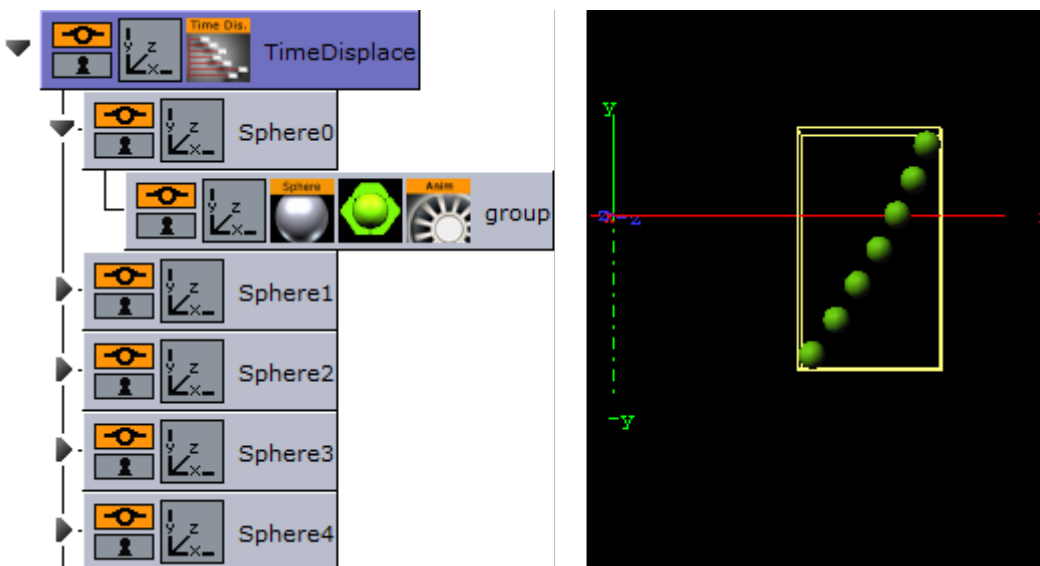 Time Dis.
y z
x
TimeDisplace
y z
x
Sphere0
y z
x
Sphere
Anim
group
y z
x
Sphere1
y z
x
Sphere2
y z
x
Sphere3
y z
x
Sphere4
y
-z
-y